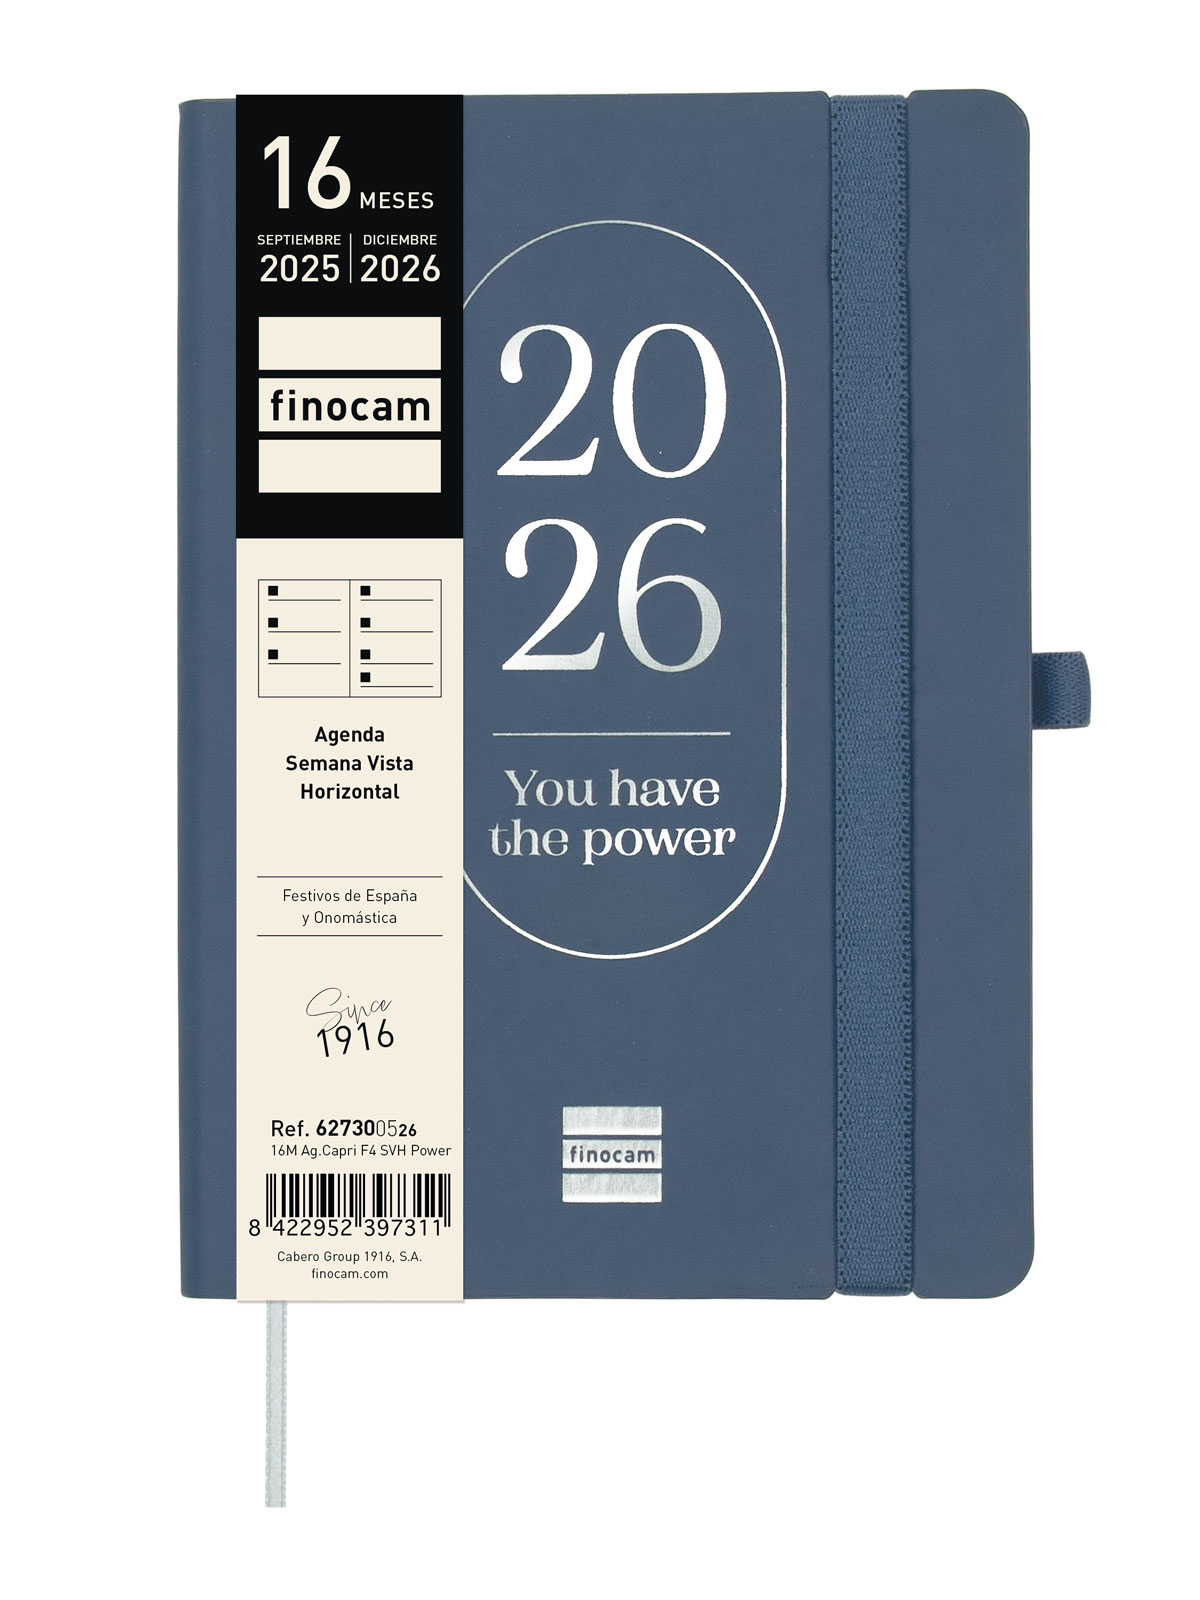 16 MESES
SEPTIEMBRE
2025
DICIEMBRE
2026
finocam
Agenda
Semana Vista
Horizontal
Festivos de España
y Onomástica
Since
1916
Ref. 627300526
16M Ag.Capri F4 SVH Power
8 422952 397311
Cabero Group 1916, S.A.
finocam.com
20
26
You have
the power
finocam